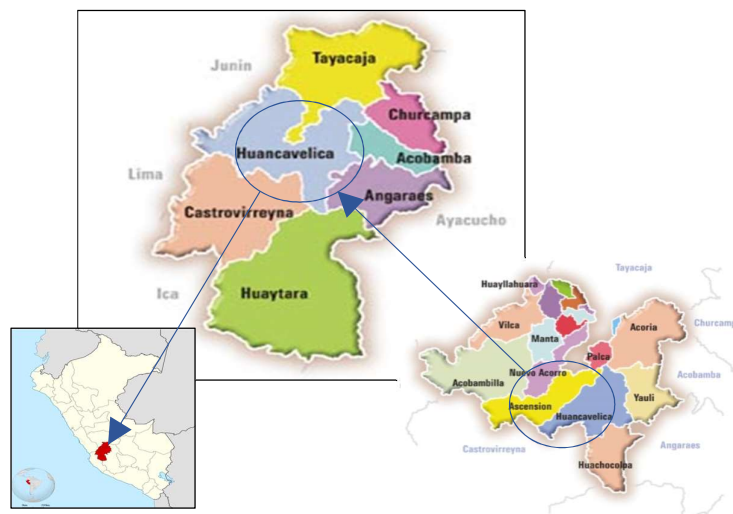 Junin
Tayacaja
Churcampa
Huancavelica
Acobamba
Lima
Angaraes
Castrovirreyna
Ayacucho
Ica
Huaytara
Tayacaja
Huayllahuara
Vilca
Acoria
Churcamp
Manta
Palca
Nuevo Acorro
Acobambilla
Acobamba
Yauli
Ascension
Huancavelica
Castrovirreyna
Angaraes
Huachocolpa